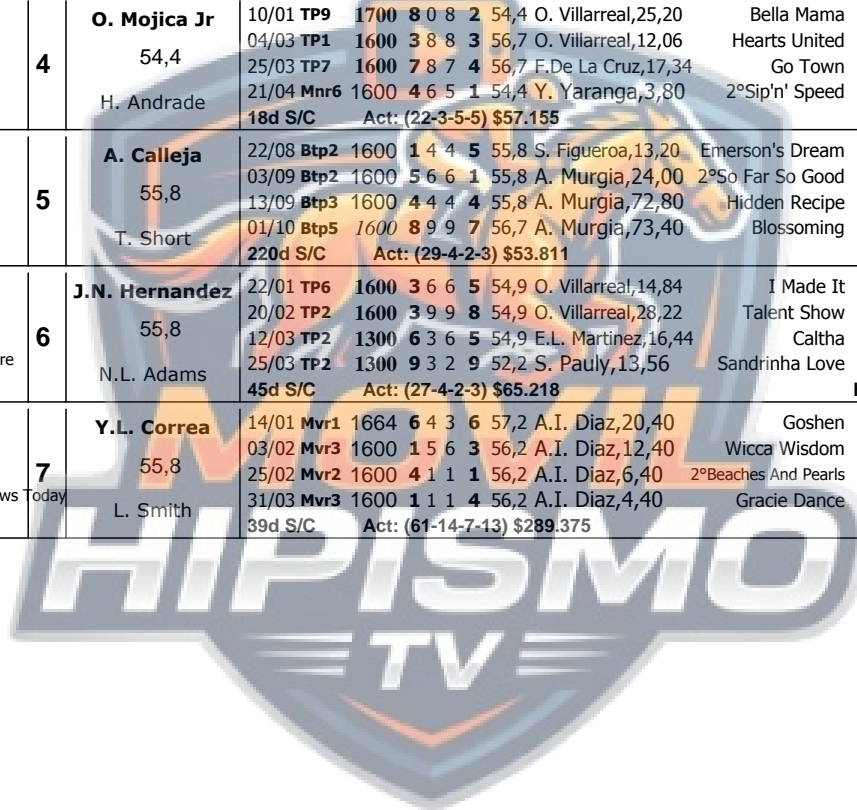 4
O. Mojica Jr
54,4
H. Andrade
10/01 TP9 1700 8 0 8 2 54,4 O. Villarreal,25,20 Bella Mama
04/03 TP1 1600 3 8 8 3 56,7 O. Villarreal,12,06 Hearts United
25/03 TP7 1600 7 8 7 4 56,7 F.De La Cruz,17,34 Go Town
21/04 Mnr6 1600 4 6 5 1 54,4 Y. Yaranga,3,80 2°Sip'n' Speed
18d S/C Act: (22-3-5-5) $57.155
5
A. Calleja
55,8
T. Short
22/08 Btp2 1600 1 4 4 5 55,8 S. Figueroa,13,20 Emerson's Dream
03/09 Btp2 1600 5 6 6 1 55,8 A. Murgia,24,00 2°So Far So Good
13/09 Btp3 1600 4 4 4 4 55,8 A. Murgia,72,80 Hidden Recipe
01/10 Btp5 1600 8 9 9 7 56,7 A. Murgia,73,40 Blossoming
220d S/C Act: (29-4-2-3) $53.811
re
6
J.N. Hernandez
55,8
N.L. Adams
22/01 TP6 1600 3 6 6 5 54,9 O. Villarreal,14,84 I Made It
20/02 TP2 1600 3 9 9 8 54,9 O. Villarreal,28,22 Talent Show
12/03 TP2 1300 6 3 6 5 54,9 E.L. Martinez,16,44 Caltha
25/03 TP2 1300 9 3 2 9 52,2 S. Pauly,13,56 Sandrinha Love
45d S/C Act: (27-4-2-3) $65.218
ws Today
7
Y.L. Correa
55,8
L. Smith
14/01 Mvr1 1664 6 4 3 6 57,2 A.I. Diaz,20,40 Goshen
03/02 Mvr3 1600 1 5 6 3 56,2 A.I. Diaz,12,40 Wicca Wisdom
25/02 Mvr2 1600 4 1 1 1 56,2 A.I. Diaz,6,40 2°Beaches And Pearls
31/03 Mvr3 1600 1 1 1 4 56,2 A.I. Diaz,4,40 Gracie Dance
39d S/C Act: (61-14-7-13) $289.375
MOVIL
HIPISMO
TV